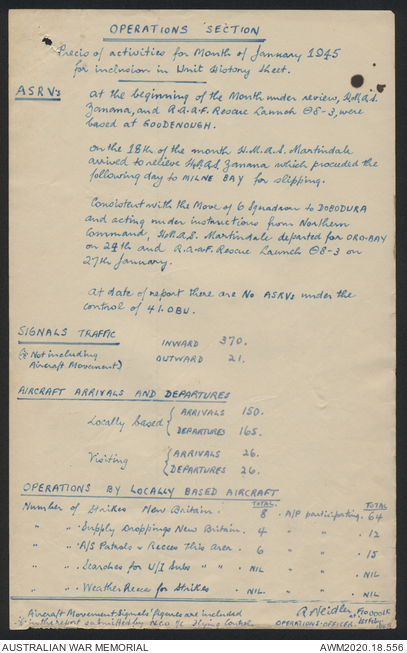 OPERATIONS SECTION
Precis of activities for Month of January 1945
for inclusion in Unit History Sheet.
ASRVs
At the beginning of the Month under review, H.M.A.S.
Zanana, and R.A.A.F. Rescue Launch 08-3, were
based at GOODENOUGH.
On the 18th of the month H.M.A.S. Martindale
arrived to relieve HMAS Zanana which proceeded the
following day to MILNE BAY for slipping.
Consistent with the Move of 6 Squadron to DOBODURA
and acting under instructions from Northern
Command, H.M.A.S. Martindale departed for ORO-BAY
on 24th and R.A.A.F. Rescue Launch 08-3 on
27th January.
At date of report there are No ASRVs under the
control of 41.OBU.
SIGNALS TRAFFIC
INWARD 370.
(Not including OUTWARD 21.
Aircraft Movement)
AIRCRAFT ARRIVALS AND DEPARTURES
Locally based { ARRIVALS 150.
DEPARTURES 165.
Visiting { ARRIVALS 26.
DEPARTURES 26.
OPERATIONS BY LOCALLY BASED AIRCRAFT
TOTAL. TOTAL
Number of Strikes New Britain. 8 . A/P participating. 64
" " . Supply Droppings New Britain. 4 " " . 12
" " . A/S Patrols & Recces This area. 6 " " . 15
" " . Searches for U/I Subs " " . NIL " " . NIL
" " . Weather Recce for Strikes . NIL. " " . NIL.
Aircraft Movement Signals' figures are included
in the report submitted by Flying Control.
OPERATIONS-OFFICER.
AUSTRALIAN WAR MEMORIAL
AWM2020.18.556